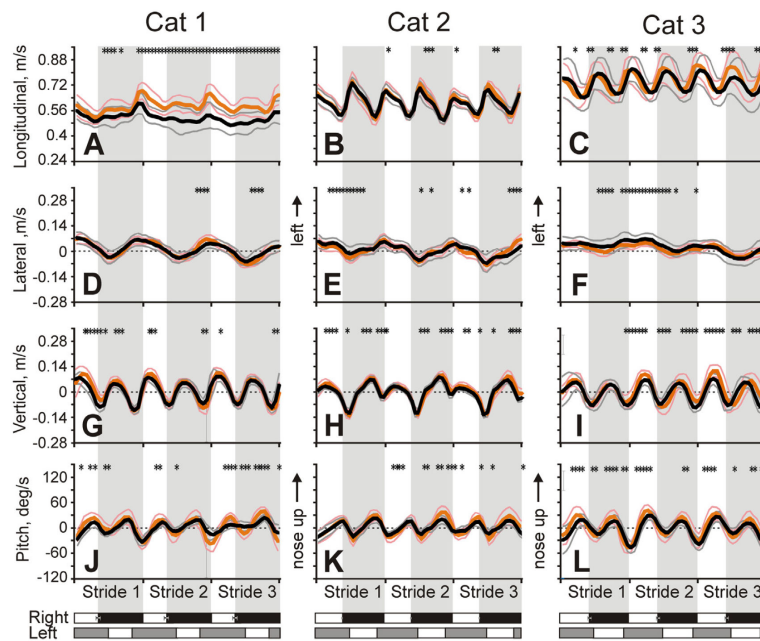 Cat 1 Cat 2 Cat 3
Longitudinal, m/s
0.88
0.72
0.56
0.4
0.24
A B C
Lateral ,m/s
0.28
0.14
0
-0.14
-0.28
D E F
left
left
Vertical, m/s
0.28
0.14
0
-0.14
-0.28
G H I
Pitch, deg/s
120
60
0
-60
-120
J K L
nose up
nose up
Stride 1 Stride 2 Stride 3 Stride 1 Stride 2 Stride 3 Stride 1 Stride 2 Stride 3
Right
Left